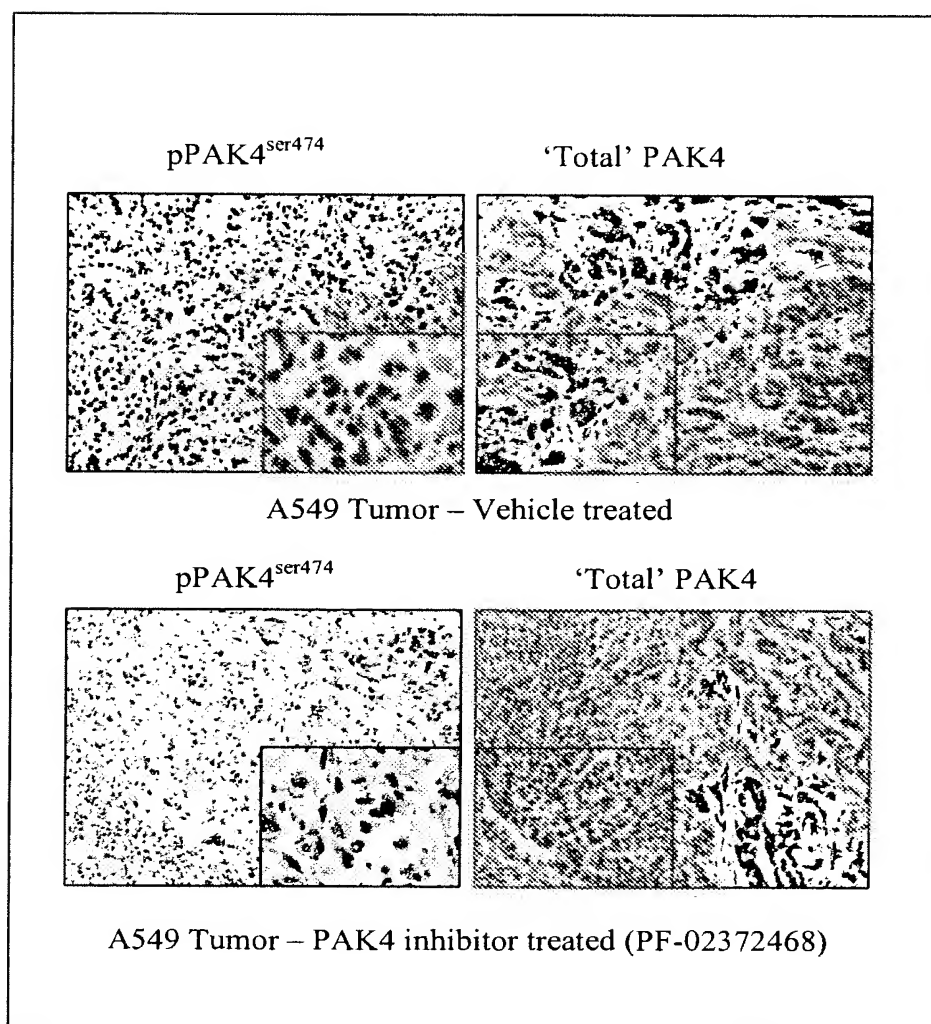 pPAK4ser474
‘Total’ PAK4
A549 Tumor – Vehicle treated
pPAK4ser474
‘Total’ PAK4
A549 Tumor – PAK4 inhibitor treated (PF-02372468)